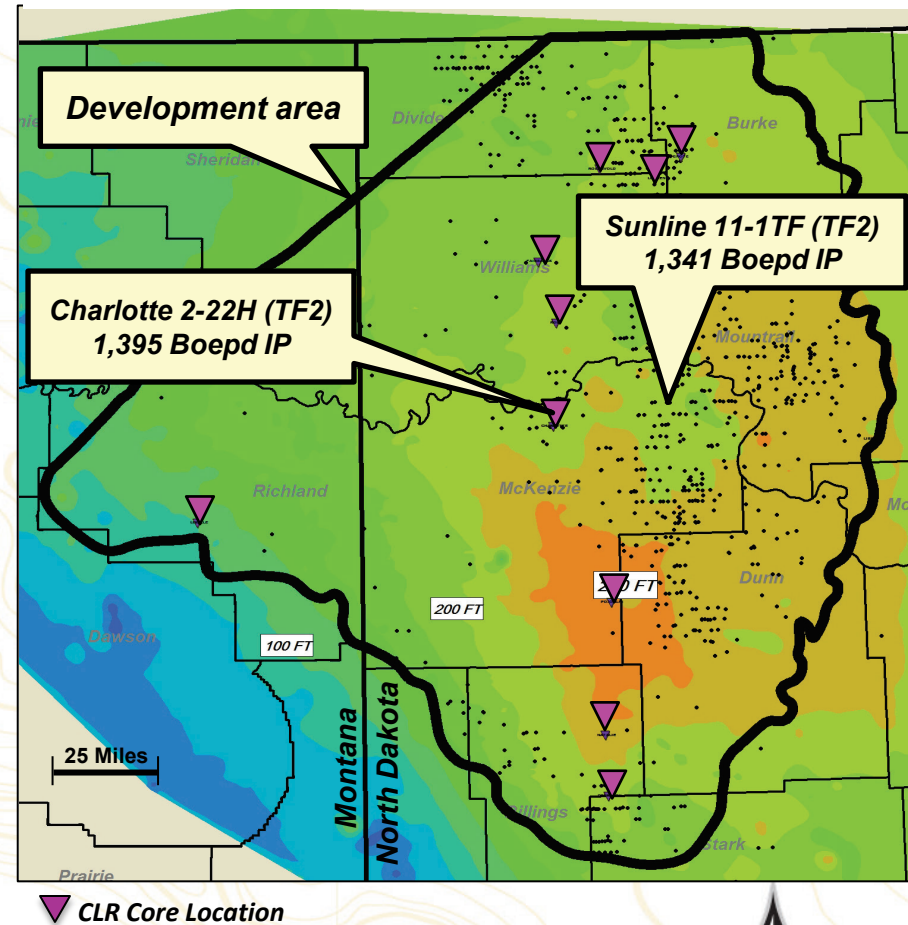 Development area
Divide
Burke
Sheridan
Sunline 11-1TF (TF2)
1,341 Boepd IP
Williams
Charlotte 2-22H (TF2)
1,395 Boepd IP
Mountrail
Richland
McKenzie
Dunn
200 FT
Dawson
100 FT
25 Miles
Montana
North Dakota
Billings
Stark
Prairie
CLR Core Location